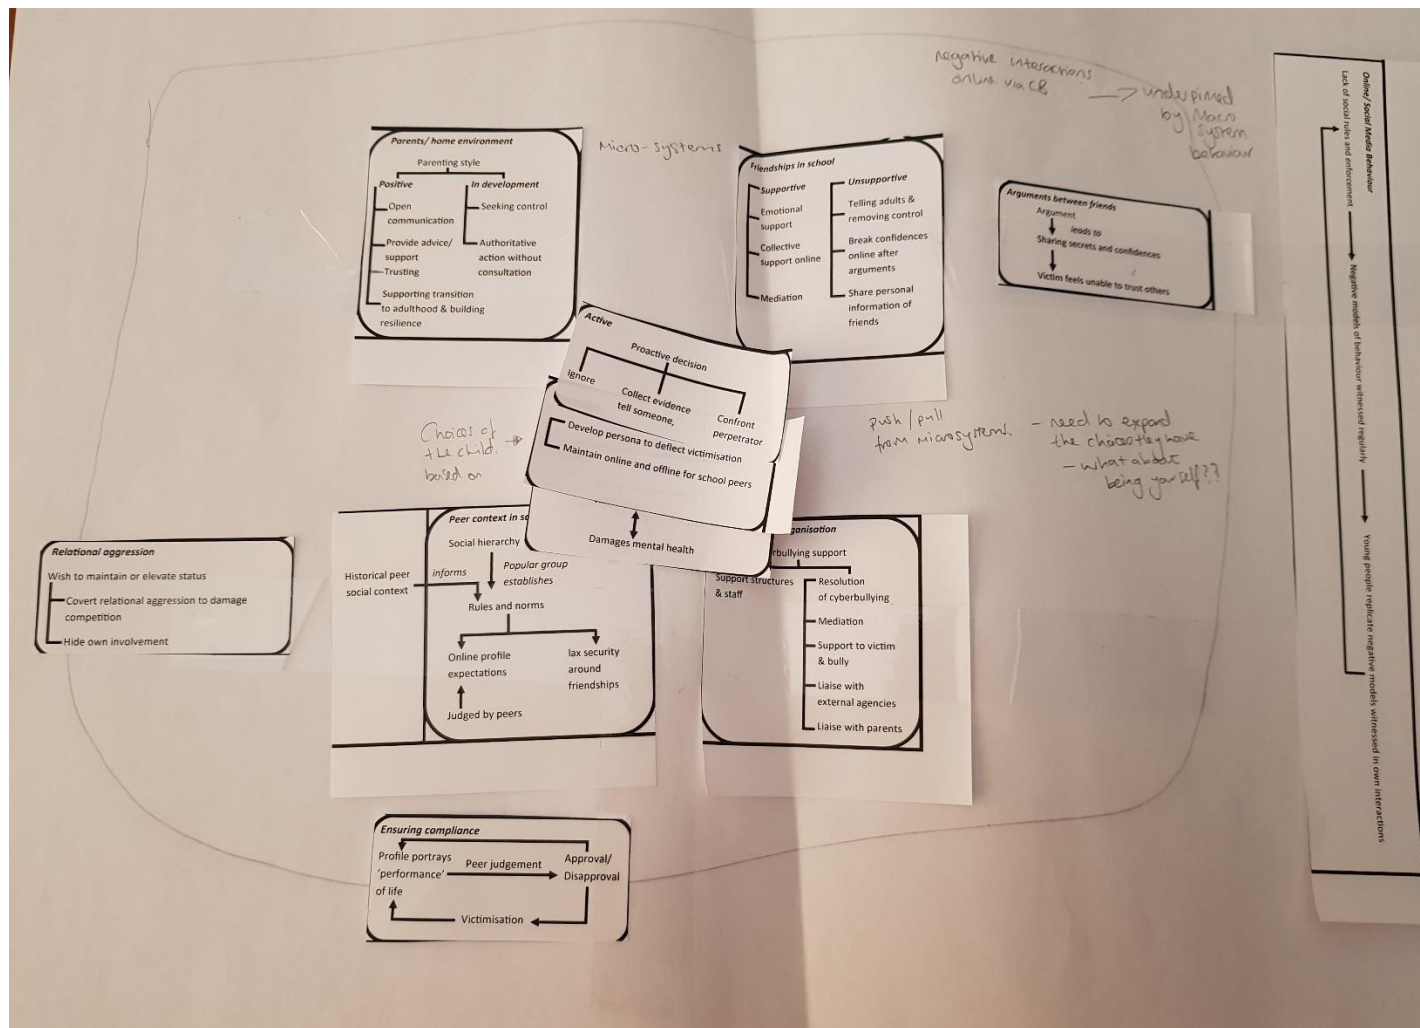 negative interactions
online via CB
underpinned
by Macro
system
behaviour
Micro-systems
Parents/ home environment
Parenting style
Positive
Open
communication
Provide advice/
support
Trusting
Supporting transition
to adulthood & building
resilience
In development
Seeking control
Authoritative
action without
consultation
Friendships in school
Supportive
Emotional
support
Collective
support online
Mediation
Unsupportive
Telling adults &
removing control
Break confidences
online after
arguments
Share personal
information of
friends
Arguments between friends
Argument
leads to
Sharing secrets and confidences
Victim feels unable to trust others
Online/ Social Media Behaviour
Lack of social rules and enforcement
Negative models of behaviour witnessed regularly
Young people replicate negative models witnessed in own interactions
Active
Proactive decision
Ignore
Collect evidence
tell someone,
Confront
perpetrator
Develop persona to deflect victimisation
Maintain online and offline for school peers
Damages mental health
Choices of
the child.
based on
push/pull
from microsystems.
- need to expand
the choices they have
- what about
being yourself??
Relational aggression
Wish to maintain or elevate status
Covert relational aggression to damage
competition
Hide own involvement
Peer context in sc
Social hierarchy
Popular group
establishes
Historical peer
social context
informs
Rules and norms
Online profile
expectations
lax security
around
friendships
Judged by peers
ganisation
rbullying support
Support structures
& staff
Resolution
of cyberbullying
Mediation
Support to victim
& bully
Liaise with
external agencies
Liaise with parents
Ensuring compliance
Profile portrays
'performance'
of life
Peer judgement
Approval/
Disapproval
Victimisation